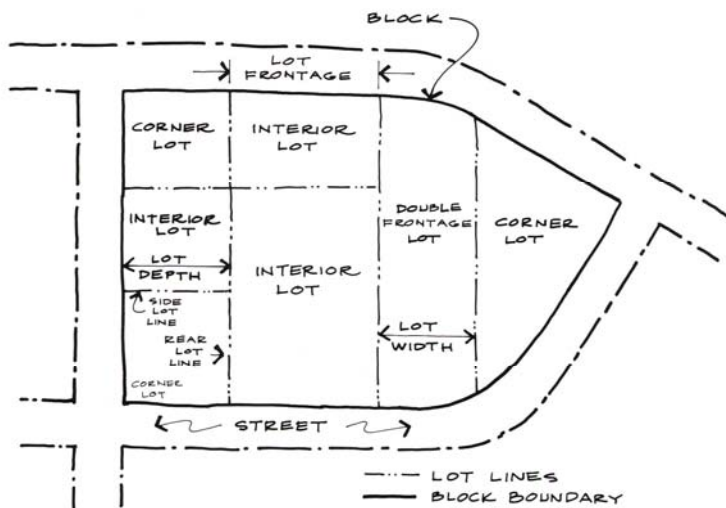 BLOCK
LOT
FRONTAGE
CORNER
LOT
INTERIOR
LOT
INTERIOR
LOT
DOUBLE
FRONTAGE
LOT
CORNER
LOT
LOT
DEPTH
INTERIOR
LOT
SIDE
LOT
LINE
REAR
LOT
LINE
LOT
WIDTH
CORNER
LOT
STREET
LOT LINES
BLOCK BOUNDARY